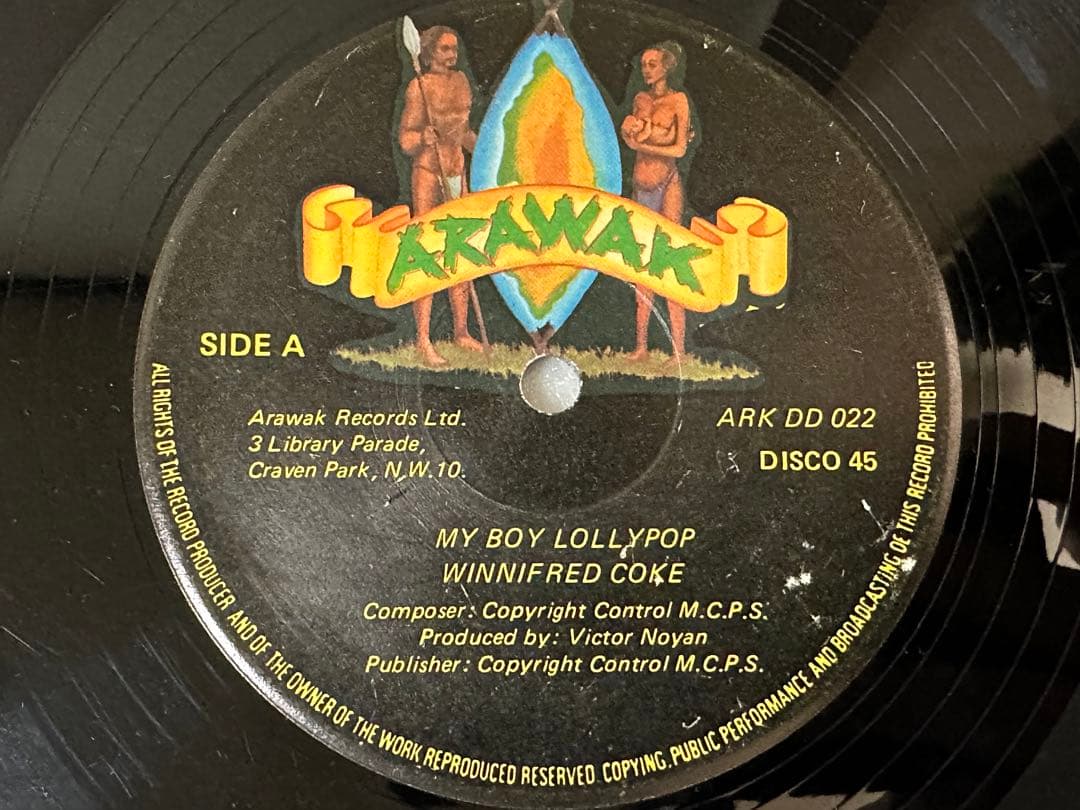 ARAWAK
SIDE A
Arawak Records Ltd.
3 Library Parade,
Craven Park, N.W.10.
ARK DD 022
DISCO 45
MY BOY LOLLYPOP
WINNIFRED COKE
Composer: Copyright Control M.C.P.S.
Produced by: Victor Noyan
Publisher: Copyright Control M.C.P.S.
ALL RIGHTS OF THE RECORD PRODUCER AND OF THE OWNER OF THE WORK REPRODUCED RESERVED. COPYING, PUBLIC PERFORMANCE AND BROADCASTING OF THIS RECORD PROHIBITED